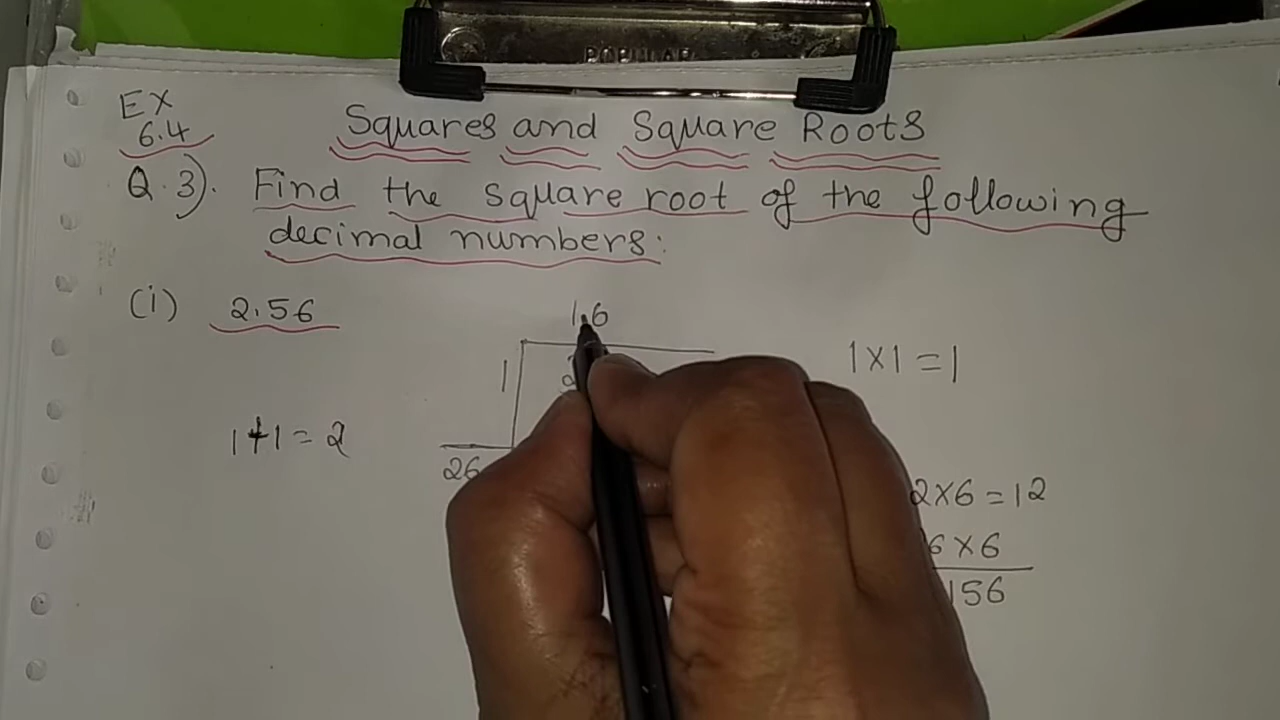 POPULAR
EX
6.4
Squares and Square Roots
Q.3). Find the square root of the following
decimal numbers:
(i) 2.56
1.6
1
1×1=1
1+1=2
26
2×6=12
6×6
156